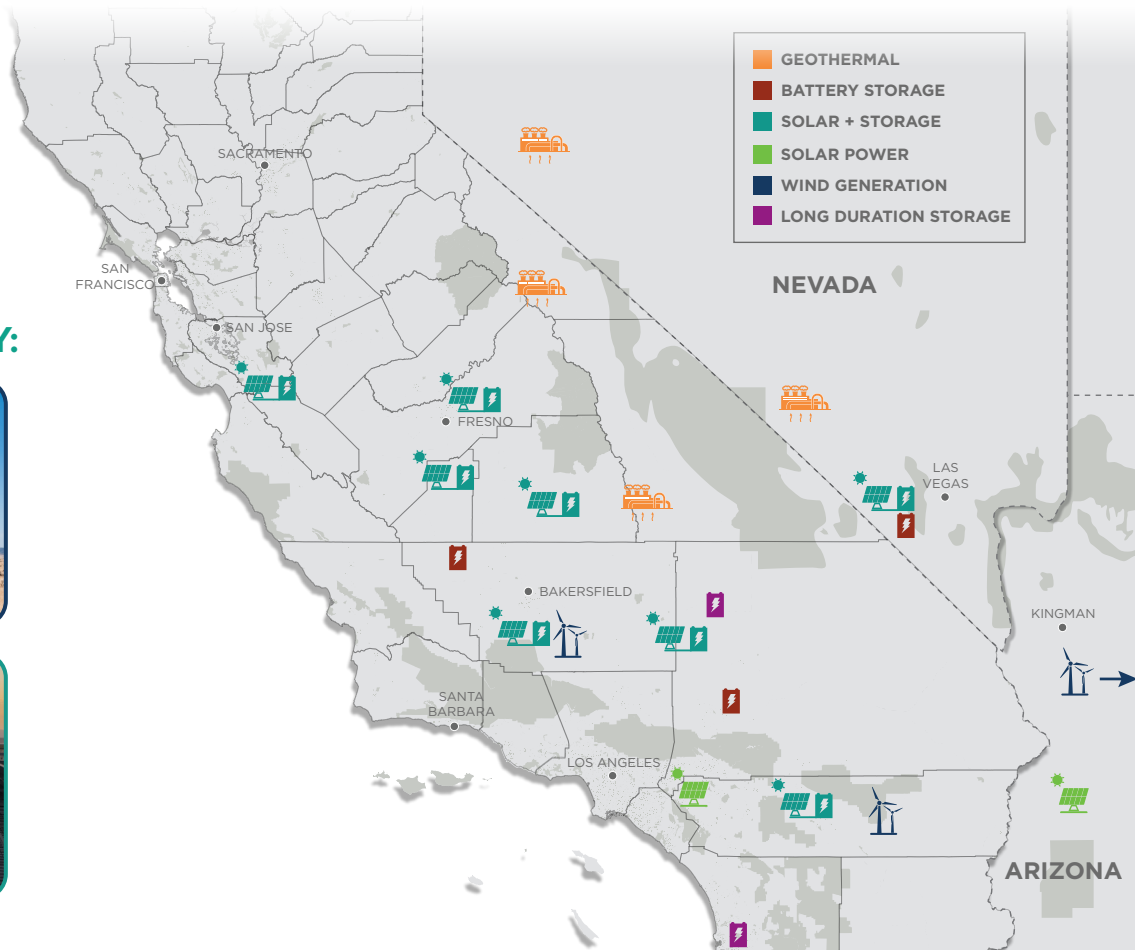 GEOTHERMAL
BATTERY STORAGE
SOLAR + STORAGE
SOLAR POWER
WIND GENERATION
LONG DURATION STORAGE
SACRAMENTO
SAN
FRANCISCO
NEVADA
SAN JOSE
Y:
FRESNO
LAS
VEGAS
BAKERSFIELD
KINGMAN
SANTA
BARBARA
LOS ANGELES
ARIZONA